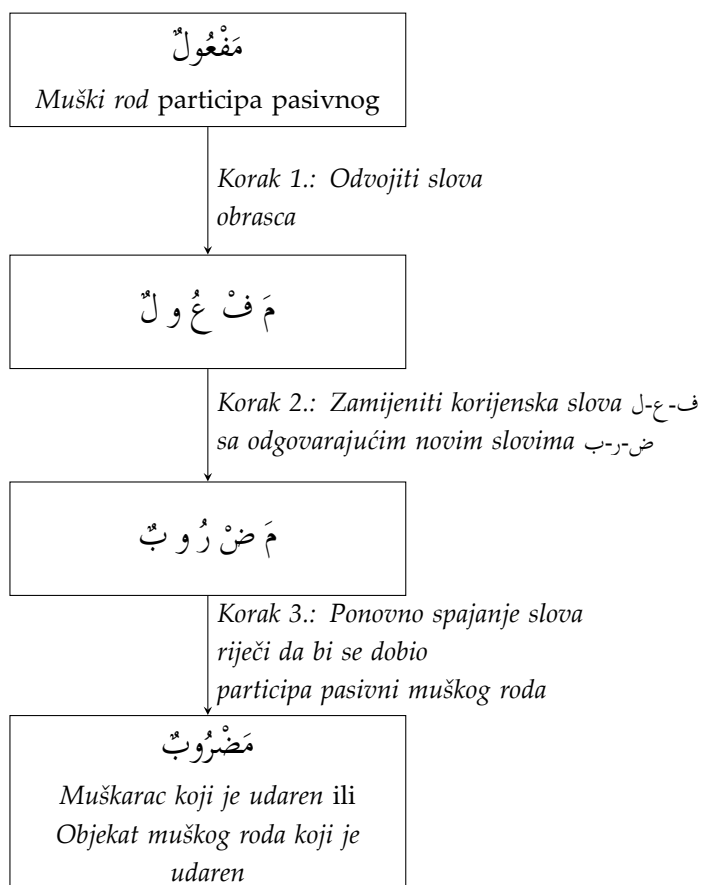 مَفْعُولٌ
Muški rod participa pasivnog
Korak 1.: Odvojiti slova
obrasca
مَ فْ عُ و لٌ
Korak 2.: Zamijeniti korijenska slova ف-ع-ل
sa odgovarajućim novim slovima ض-ر-ب
مَ ضْ رُ و بٌ
Korak 3.: Ponovno spajanje slova
riječi da bi se dobio
participa pasivni muškog roda
مَضْرُوبٌ
Muškarac koji je udaren ili
Objekat muškog roda koji je
udaren